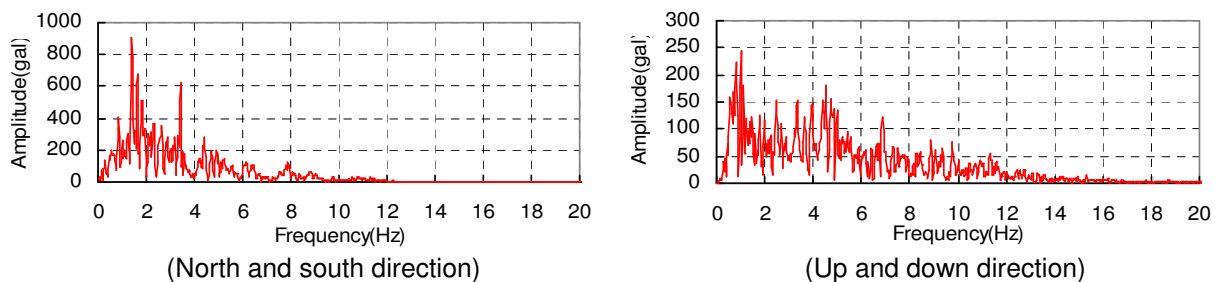 1000
800
600
400
200
0
Amplitude(gal)
0 2 4 6 8 10 12 14 16 18 20
Frequency(Hz)
(North and south direction)
300
250
200
150
100
50
0
Amplitude(gal)
0 2 4 6 8 10 12 14 16 18 20
Frequency(Hz)
(Up and down direction)